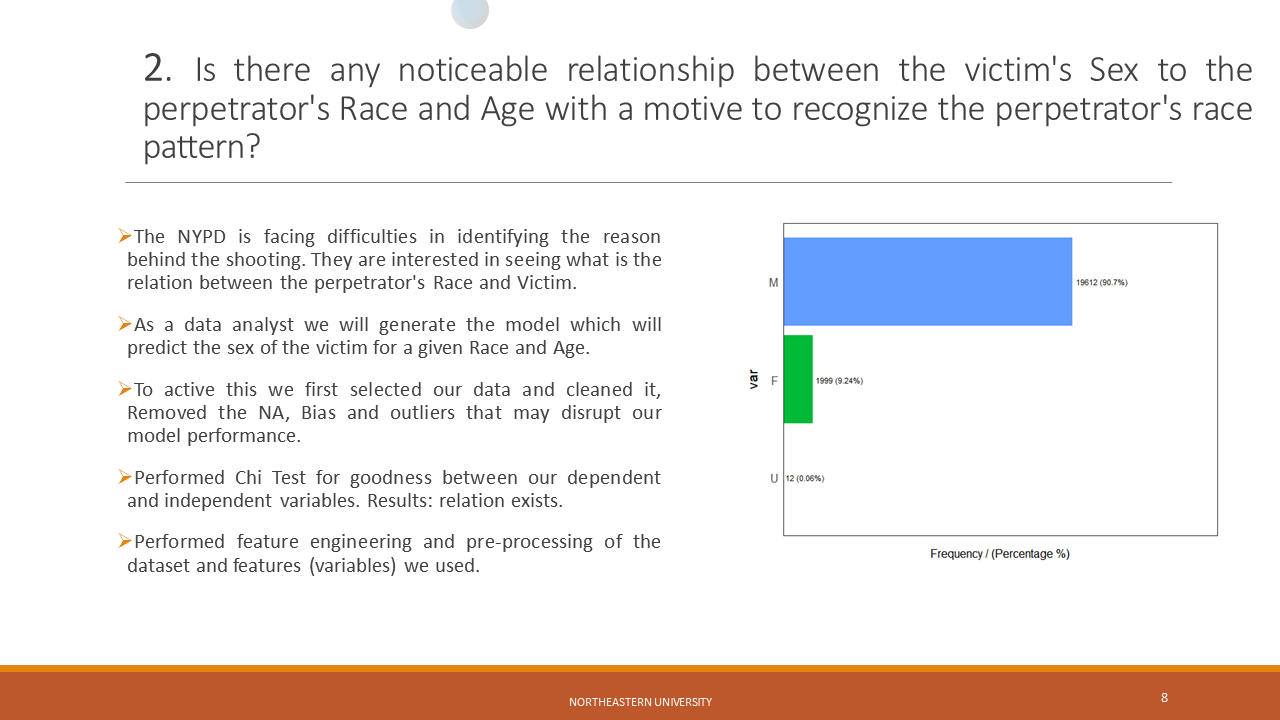 2. Is there any noticeable relationship between the victim's Sex to the
perpetrator's Race and Age with a motive to recognize the perpetrator's race
pattern?
The NYPD is facing difficulties in identifying the reason
behind the shooting. They are interested in seeing what is the
relation between the perpetrator's Race and Victim.
As a data analyst we will generate the model which will
predict the sex of the victim for a given Race and Age.
To active this we first selected our data and cleaned it,
Removed the NA, Bias and outliers that may disrupt our
model performance.
Performed Chi Test for goodness between our dependent
and independent variables. Results: relation exists.
Performed feature engineering and pre-processing of the
dataset and features (variables) we used.
M
19612 (90.7%)
var
F
1999 (9.24%)
U
12 (0.06%)
Frequency / (Percentage %)
NORTHEASTERN UNIVERSITY
8